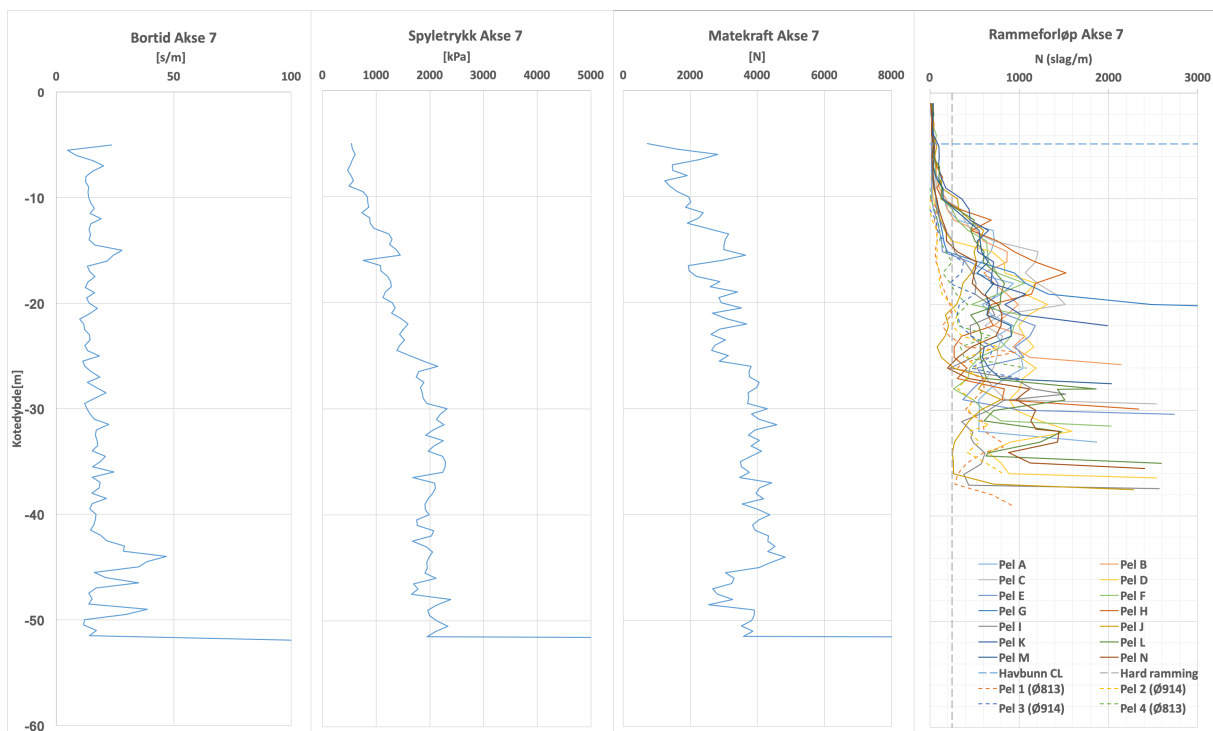 Bortid Akse 7
[s/m]
0 50 100
Spyletrykk Akse 7
[kPa]
0 1000 2000 3000 4000 5000
Matekraft Akse 7
[N]
0 2000 4000 6000 8000
Rammeforløp Akse 7
N (slag/m)
0 1000 2000 3000
Kotedybde[m]
0
-10
-20
-30
-40
-50
-60
Pel A Pel B
Pel C Pel D
Pel E Pel F
Pel G Pel H
Pel I Pel J
Pel K Pel L
Pel M Pel N
Havbunn CL Hard ramming
Pel 1 (Ø813) Pel 2 (Ø914)
Pel 3 (Ø914) Pel 4 (Ø813)